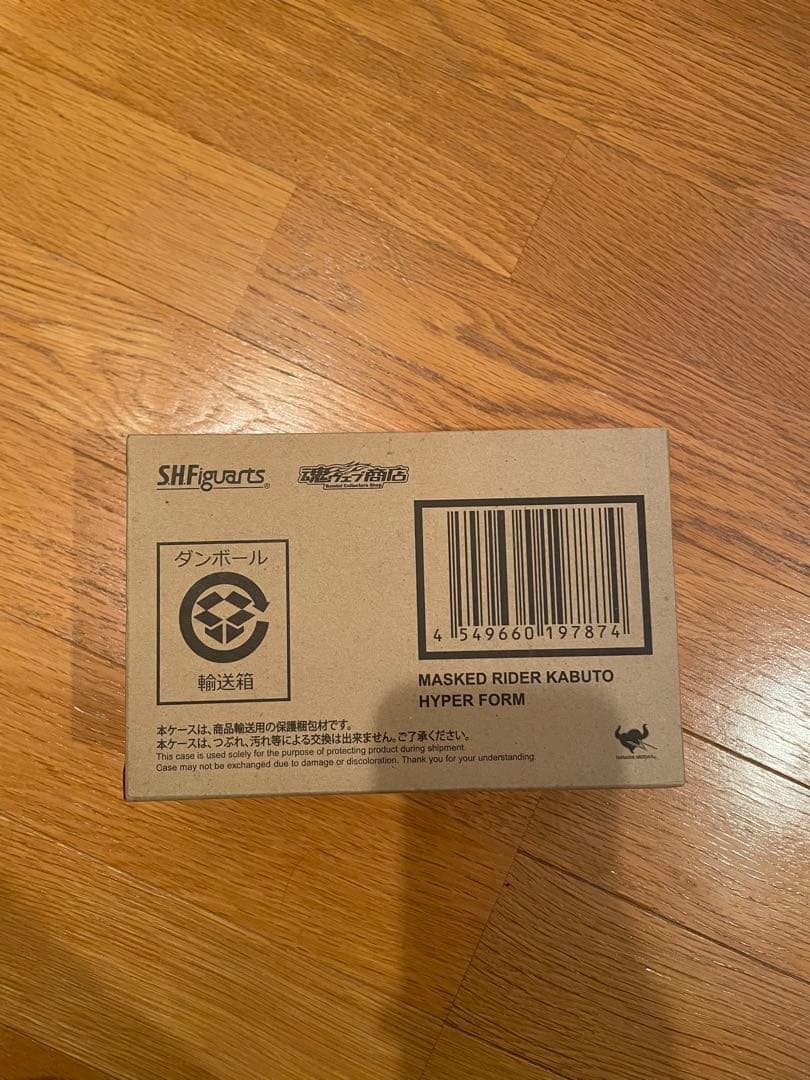 S.H.Figuarts®
魂ウェブ商店
Bandai Collectors Shop
ダンボール
輸送箱
4 549660 197874
MASKED RIDER KABUTO
HYPER FORM
本ケースは、商品輸送用の保護梱包材です。
本ケースは、つぶれ、汚れ等による交換は出来ません。ご了承ください。
This case is used solely for the purpose of protecting product during shipment.
Case may not be exchanged due to damage or discoloration. Thank you for your understanding.